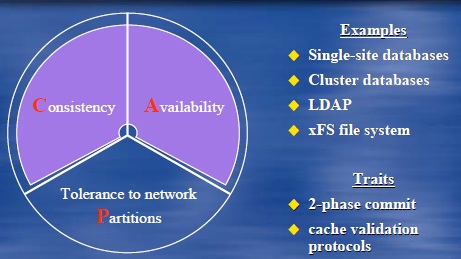 Consistency
Availability
Tolerance to network
Partitions
Examples
Single-site databases
Cluster databases
LDAP
xFS file system
Traits
2-phase commit
cache validation
protocols